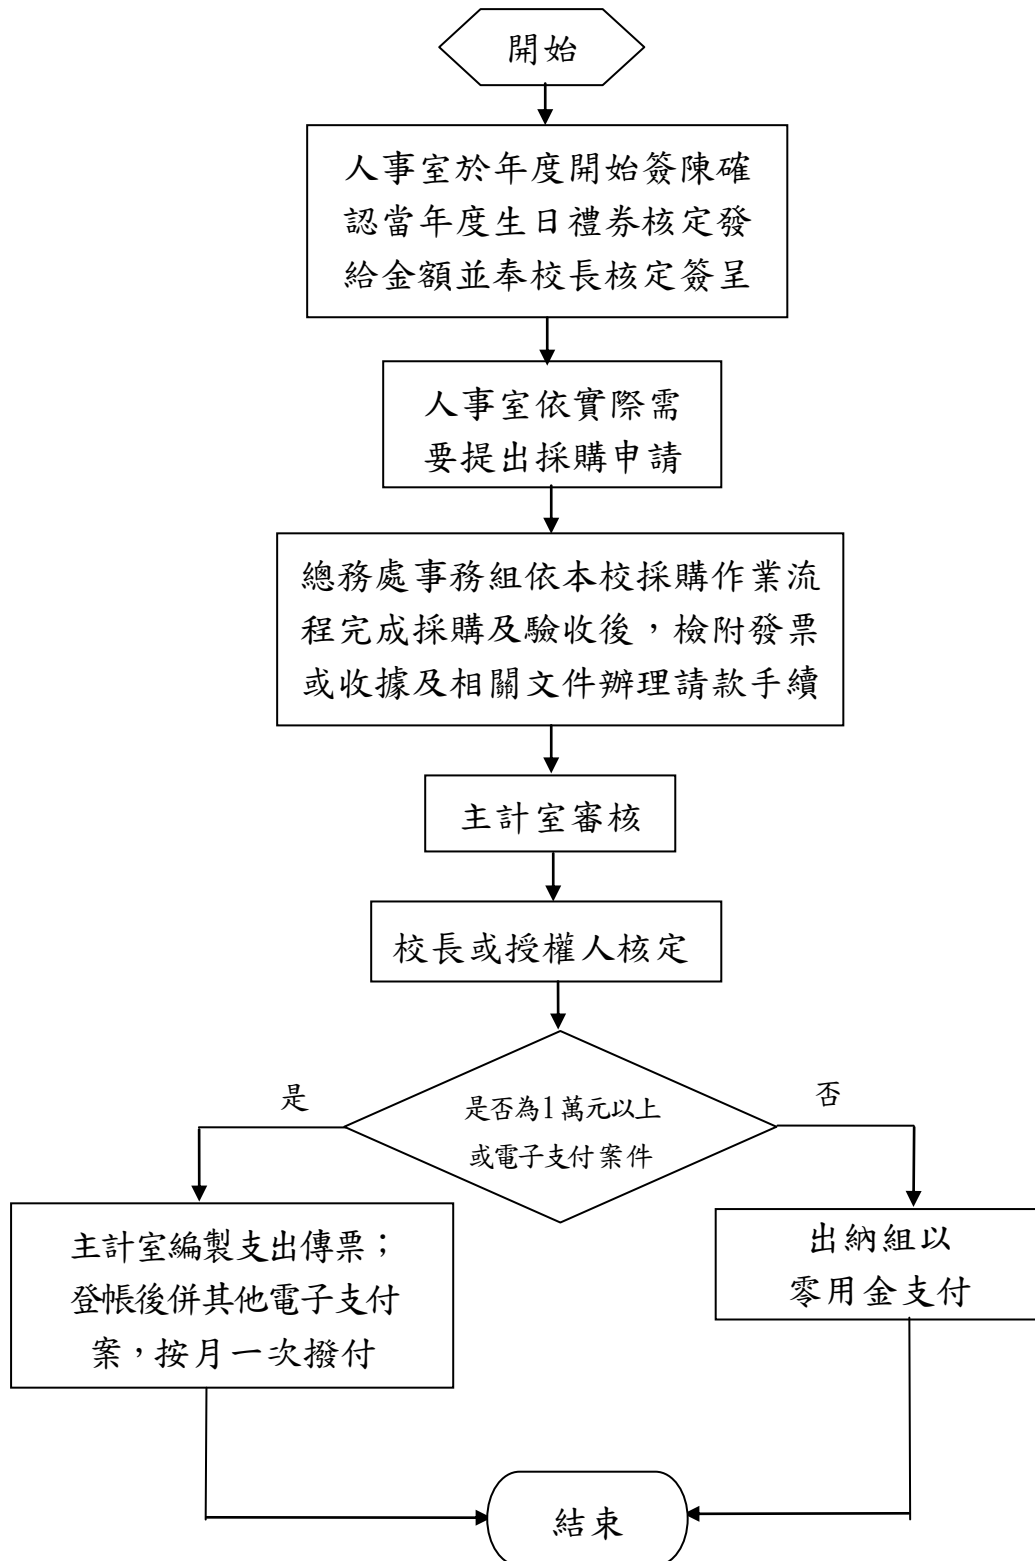 開始
人事室於年度開始簽陳確
認當年度生日禮券核定發
給金額並奉校長核定簽呈
人事室依實際需
要提出採購申請
總務處事務組依本校採購作業流
程完成採購及驗收後，檢附發票
或收據及相關文件辦理請款手續
主計室審核
校長或授權人核定
是否為1萬元以上
或電子支付案件
是
否
主計室編製支出傳票；
登帳後併其他電子支付
案，按月一次撥付
出納組以
零用金支付
結束